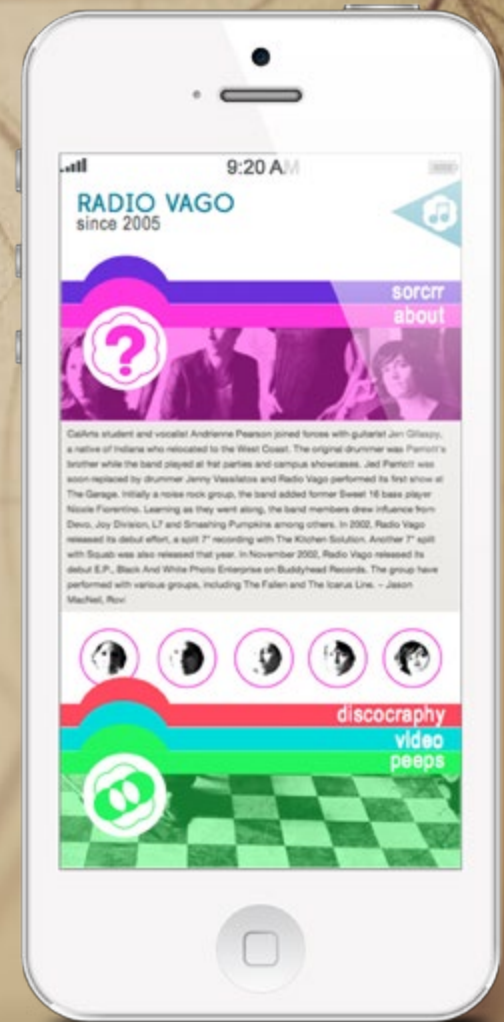 9:20 AM
RADIO VAGO
since 2005
sorcrr
about
?
CalArts student and vocalist Andrienne Pearson joined forces with guitarist Jen Gillaspy,
a native of Indiana who relocated to the West Coast. The original drummer was Parriott's
brother while the band played at frat parties and campus showcases. Jed Parriott was
soon replaced by drummer Jenny Vassilatos and Radio Vago performed its first show at
The Garage. Initially a noise rock group, the band added former Sweet 16 bass player
Nicole Fiorentino. Learning as they went along, the band members drew influence from
Devo, Joy Division, L7 and Smashing Pumpkins among others. In 2002, Radio Vago
released its debut effort, a split 7" recording with The Kitchen Solution. Another 7" split
with Squab was also released that year. In November 2002, Radio Vago released its
debut E.P., Black And White Photo Enterprise on Buddyhead Records. The group have
performed with various groups, including The Fallen and The Icarus Line. – Jason
MacNeil, Rovi
discocraphy
video
peeps